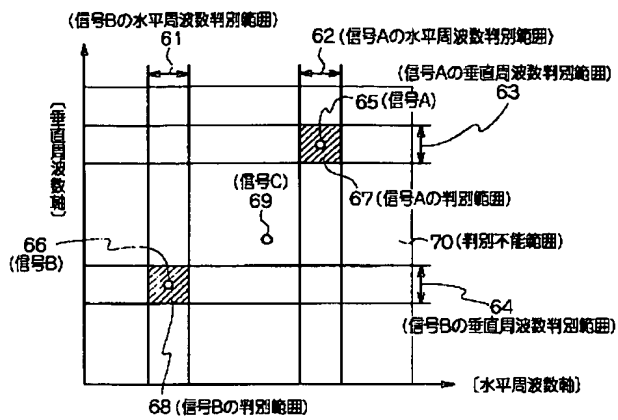 (信号Bの水平周波数判別範囲)
61
62 (信号Aの水平周波数判別範囲)
(信号Aの垂直周波数判別範囲)
63
65 (信号A)
[垂直周波数軸]
67 (信号Aの判別範囲)
(信号C)
69
66
(信号B)
70 (判別不能範囲)
64
(信号Bの垂直周波数判別範囲)
[水平周波数軸]
68 (信号Bの判別範囲)